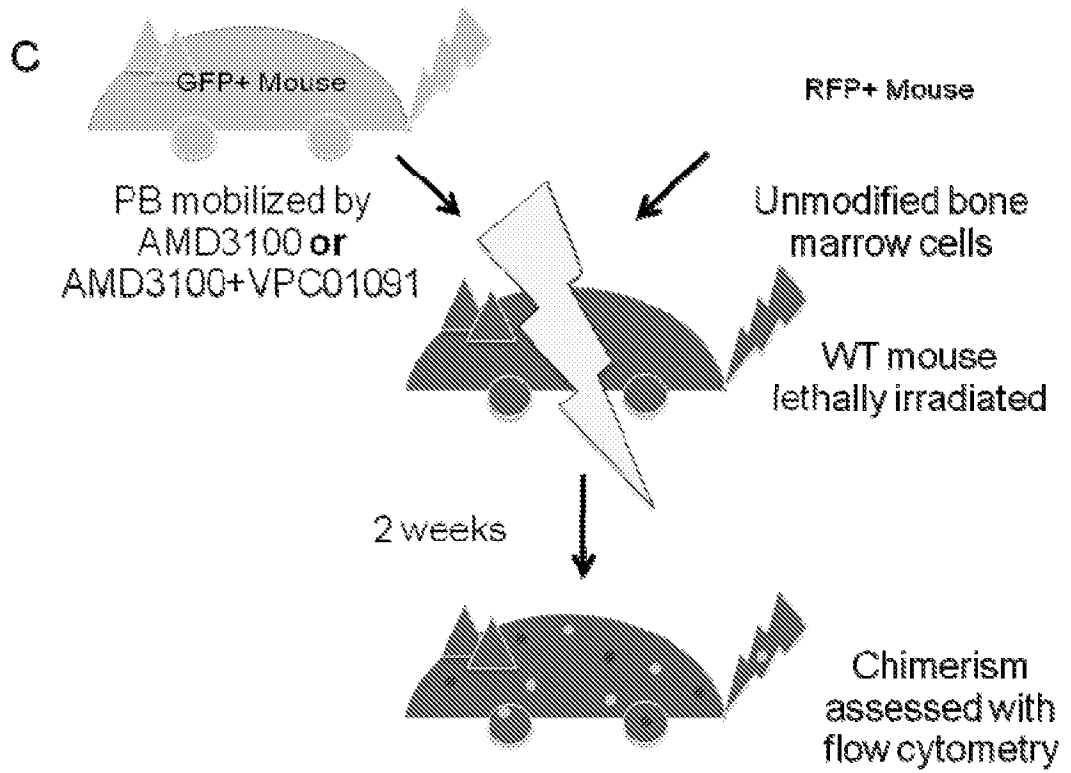 C
GFP+ Mouse
RFP+ Mouse
PB mobilized by
AMD3100 or
AMD3100+VPC01091
Unmodified bone
marrow cells
WT mouse
lethally irradiated
2 weeks
Chimerism
assessed with
flow cytometry